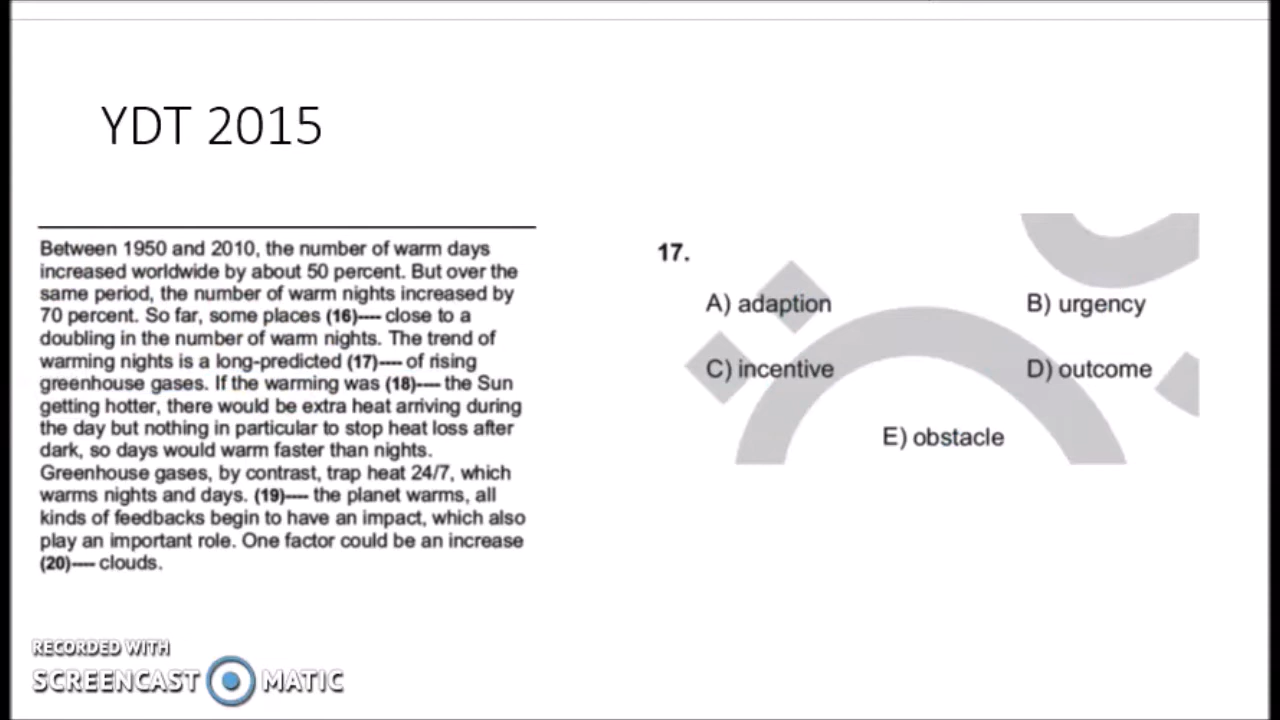 YDT 2015
Between 1950 and 2010, the number of warm days
increased worldwide by about 50 percent. But over the
same period, the number of warm nights increased by
70 percent. So far, some places (16)---- close to a
doubling in the number of warm nights. The trend of
warming nights is a long-predicted (17)---- of rising
greenhouse gases. If the warming was (18)---- the Sun
getting hotter, there would be extra heat arriving during
the day but nothing in particular to stop heat loss after
dark, so days would warm faster than nights.
Greenhouse gases, by contrast, trap heat 24/7, which
warms nights and days. (19)---- the planet warms, all
kinds of feedbacks begin to have an impact, which also
play an important role. One factor could be an increase
(20)---- clouds.
17.
A) adaption
B) urgency
C) incentive
D) outcome
E) obstacle
RECORDED WITH
SCREENCAST MATIC